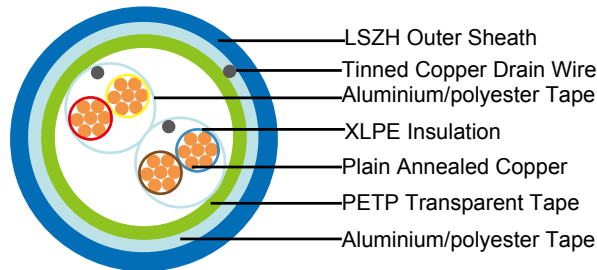 LSZH Outer Sheath
Tinned Copper Drain Wire
Aluminium/polyester Tape
XLPE Insulation
Plain Annealed Copper
PETP Transparent Tape
Aluminium/polyester Tape